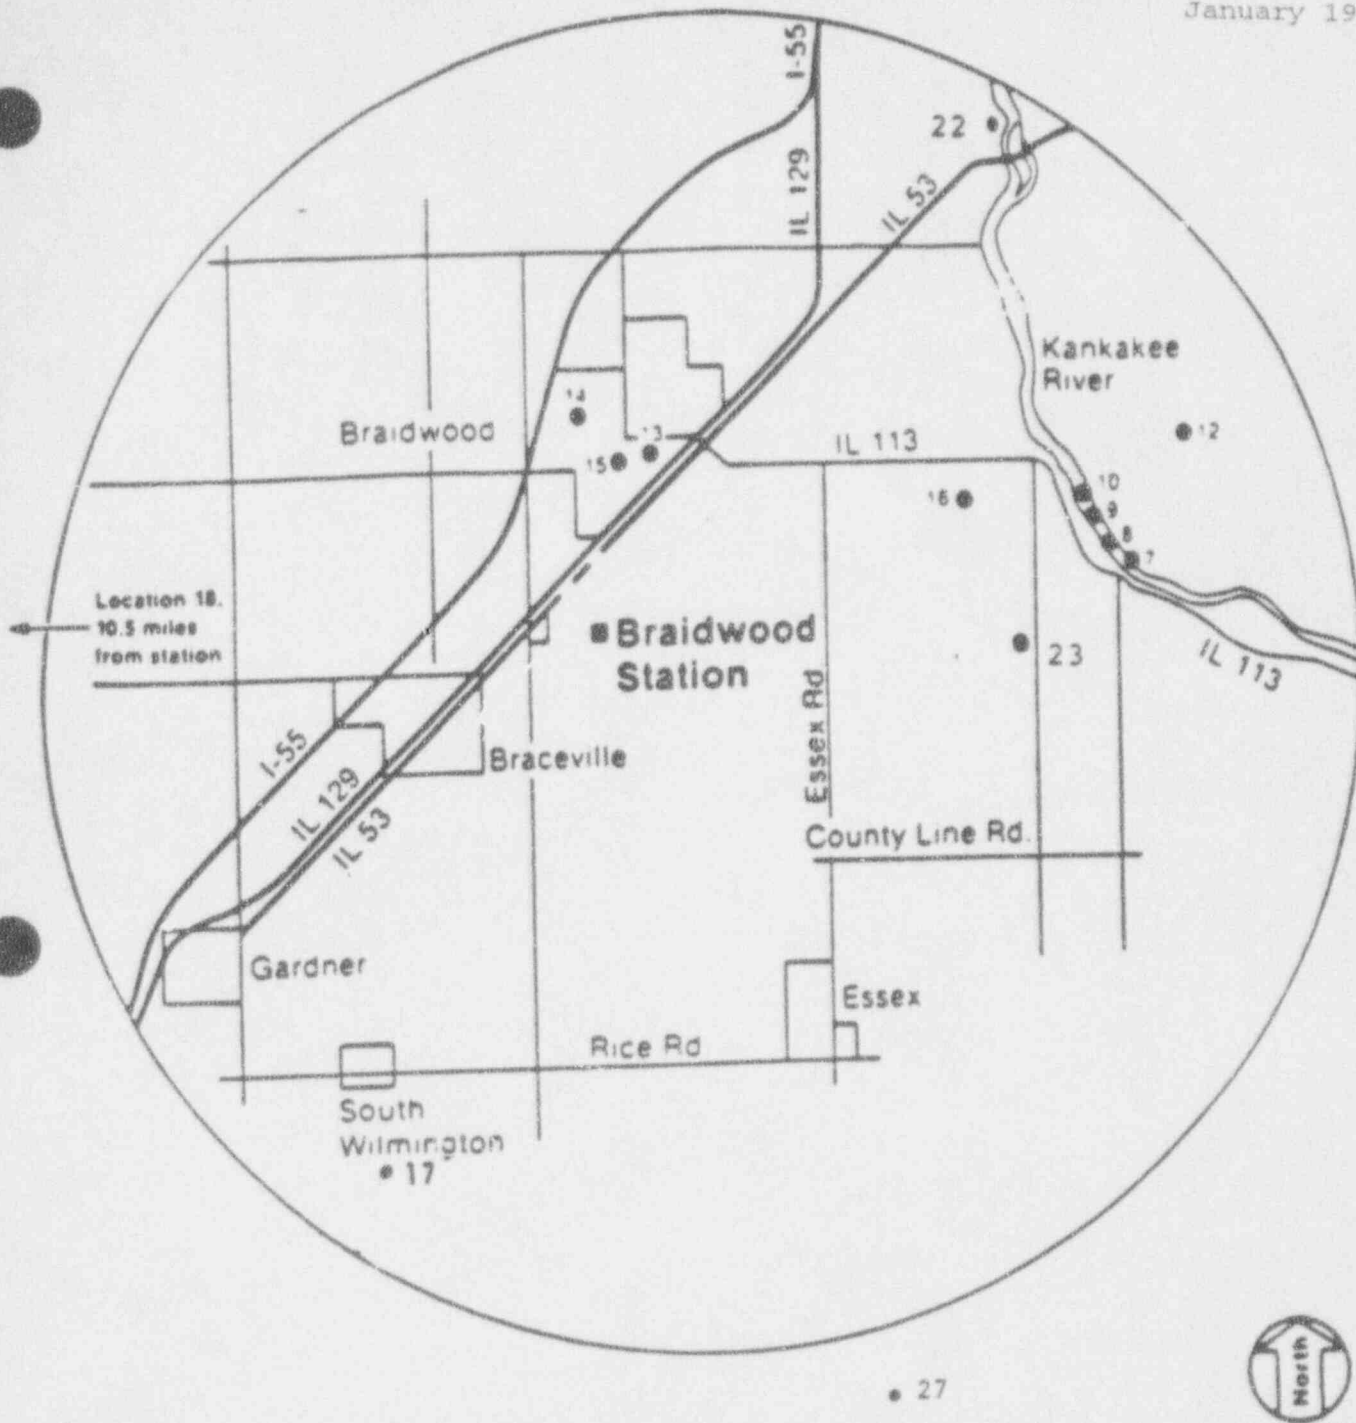 January 19
I-55
22
IL 129
IL 53
Kankakee
River
14
12
Braidwood
13
IL 113
15
10
16
9
8
7
Location 18.
10.5 miles
from station
Braidwood
Station
23
IL 113
Essex Rd
I-55
Braceville
IL 129
IL 53
County Line Rd.
Gardner
Essex
Rice Rd
South
Wilmington
17
North
27